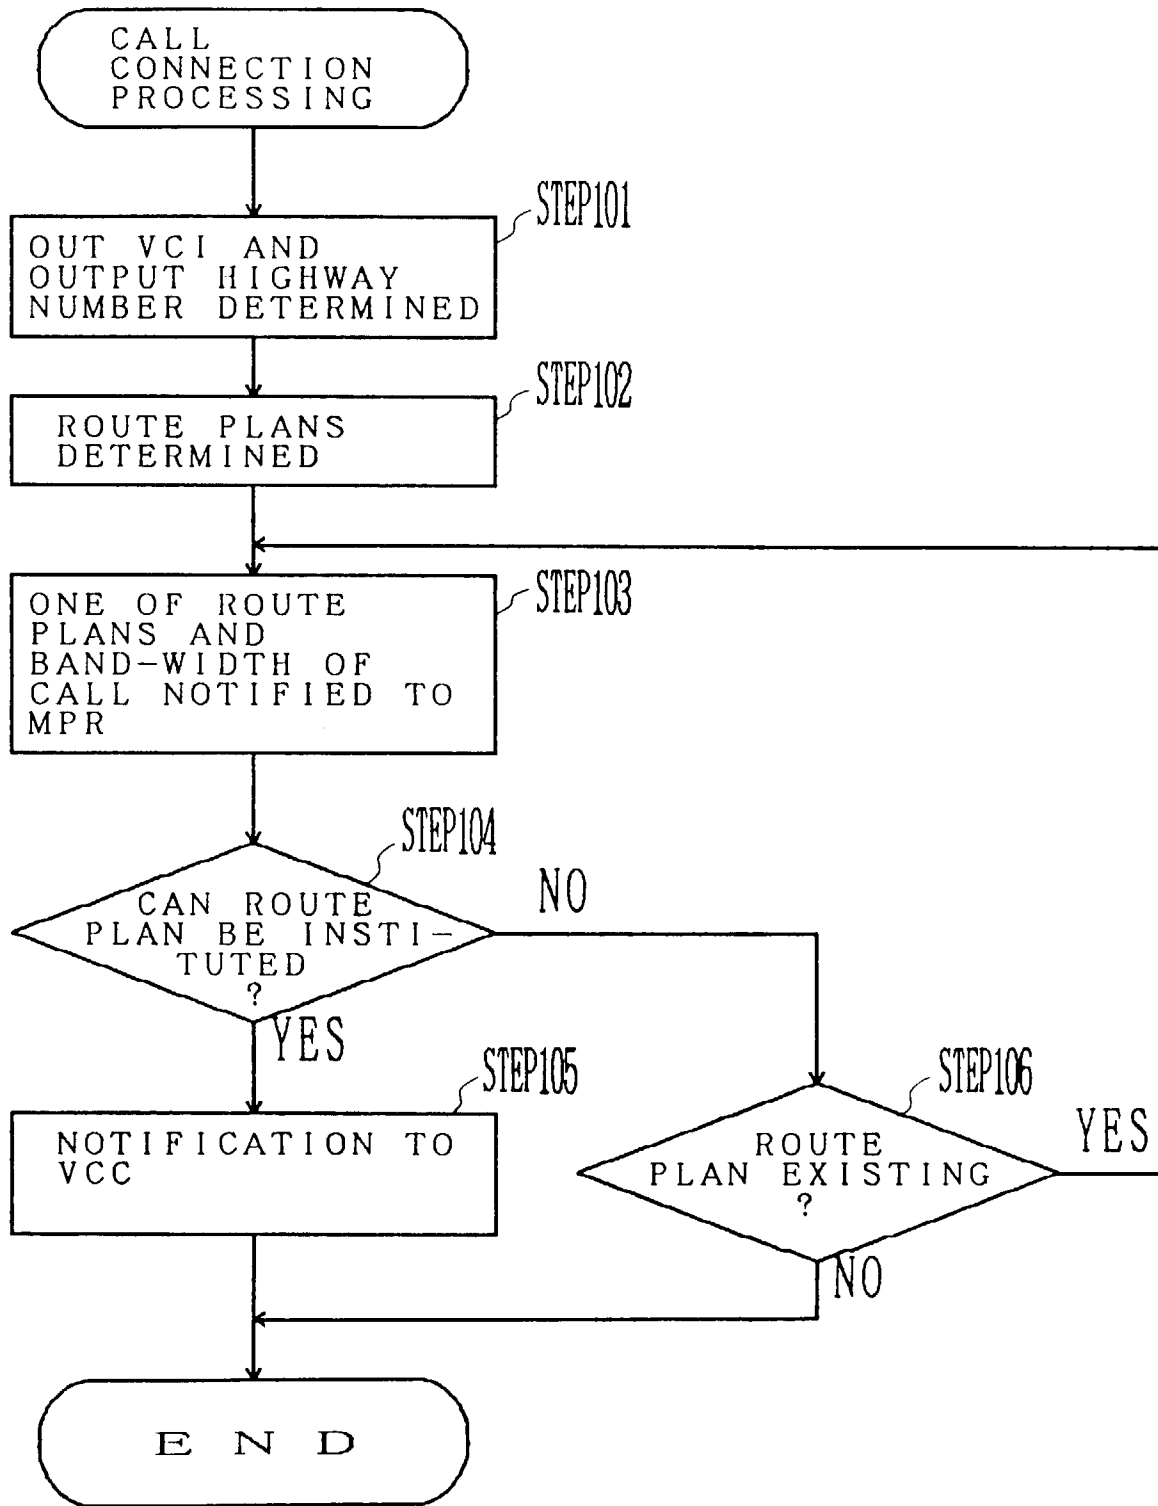 CALL
CONNECTION
PROCESSING
STEP101
OUT VCI AND
OUTPUT HIGHWAY
NUMBER DETERMINED
STEP102
ROUTE PLANS
DETERMINED
STEP103
ONE OF ROUTE
PLANS AND
BAND-WIDTH OF
CALL NOTIFIED TO
MPR
STEP104
CAN ROUTE
PLAN BE INSTI-
TUTED
?
NO
YES
STEP105
NOTIFICATION TO
VCC
STEP106
ROUTE
PLAN EXISTING
?
YES
NO
END